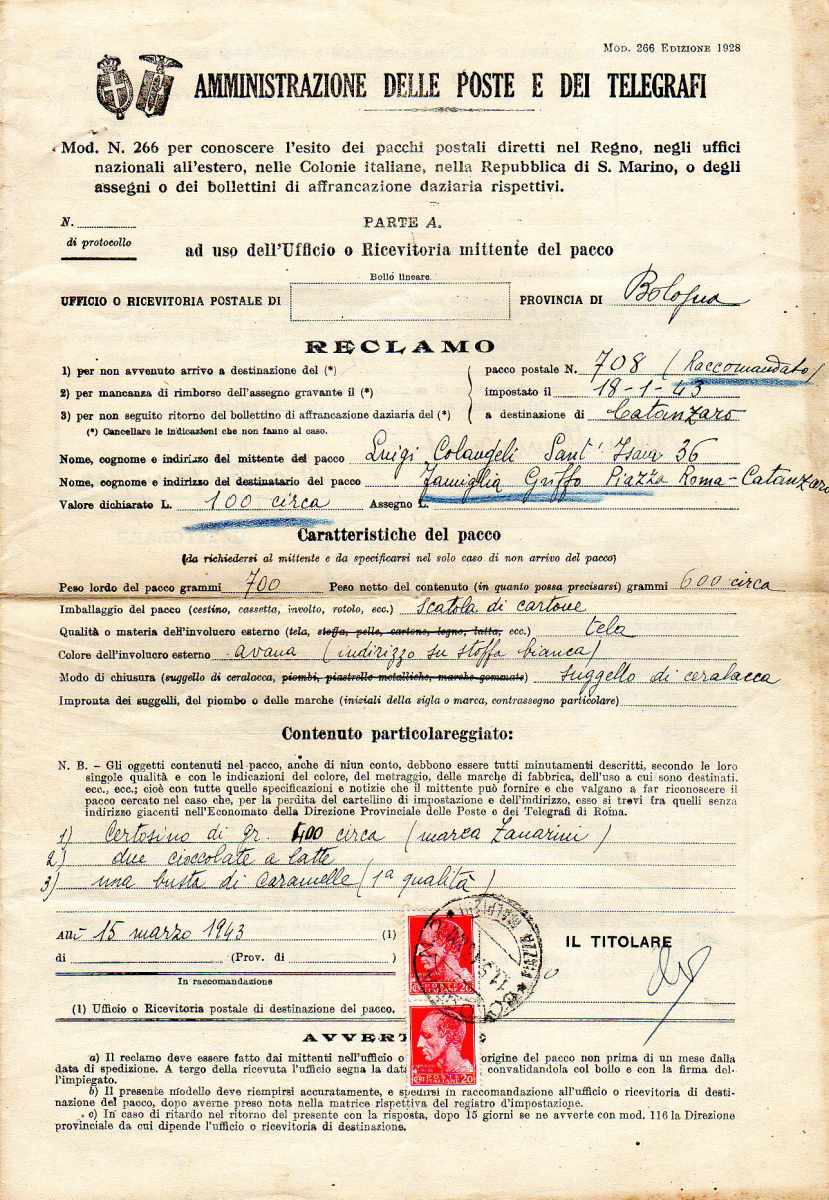 MOD. 266 EDIZIONE 1928
AMMINISTRAZIONE DELLE POSTE E DEI TELEGRAFI
Mod. N. 266 per conoscere l'esito dei pacchi postali diretti nel Regno, negli uffici
nazionali all'estero, nelle Colonie italiane, nella Repubblica di S. Marino, o degli
assegni o dei bollettini di affrancazione daziaria rispettivi.
N.
di protocollo
PARTE A.
ad uso dell'Ufficio o Ricevitoria mittente del pacco
Bollo lineare.
UFFICIO O RICEVITORIA POSTALE DI PROVINCIA DI Bologna
RECLAMO
1) per non avvenuto arrivo a destinazione del (*) pacco postale N. 708 (Raccomandato)
2) per mancanza di rimborso dell'assegno gravante il (*) impostato il 18-1-43
3) per non seguito ritorno del bollettino di affrancazione daziaria del (*) a destinazione di Catanzaro
(*) Cancellare le indicazioni che non fanno al caso.
Nome, cognome e indirizzo del mittente del pacco Luigi Colangeli Sant'Isaia 36
Nome, cognome e indirizzo del destinatario del pacco Famiglia Griffo Piazza Roma - Catanzaro
Valore dichiarato L. 100 circa Assegno L.
Caratteristiche del pacco
(da richiedersi al mittente e da specificarsi nel solo caso di non arrivo del pacco)
Peso lordo del pacco grammi 700 Peso netto del contenuto (in quanto possa precisarsi) grammi 600 circa
Imballaggio del pacco (cestino, cassetta, involto, rotolo, ecc.) scatola di cartone
Qualità o materia dell'involucro esterno (tela, stoffa, pelle, cartone, legno, latta, ecc.) tela
Colore dell'involucro esterno avana (indirizzo su stoffa bianca)
Modo di chiusura (suggello di ceralacca, piombi, piastrelle metalliche, marche gommate) suggello di ceralacca
Impronta dei suggelli, del piombo o delle marche (iniziali della sigla o marca, contrassegno particolare)
Contenuto particolareggiato:
N. B. - Gli oggetti contenuti nel pacco, anche di niun conto, debbono essere tutti minutamenti descritti, secondo le loro
singole qualità e con le indicazioni del colore, del metraggio, delle marche di fabbrica, dell'uso a cui sono destinati.
ecc., ecc.; cioè con tutte quelle specificazioni e notizie che il mittente può fornire e che valgano a far riconoscere il
pacco cercato nel caso che, per la perdita del cartellino di impostazione e dell'indirizzo, esso si trovi fra quelli senza
indirizzo giacenti nell'Economato della Direzione Provinciale delle Poste e dei Telegrafi di Roma.
1) Certosino di gr. 400 circa (marca Zanarini)
2) due cioccolate a latte
3) una busta di caramelle (1ª qualità)
Alli 15 marzo 1943 (1)
di (Prov. di )
In raccomandazione
IL TITOLARE
(1) Ufficio o Ricevitoria postale di destinazione del pacco.
POSTE ITALIANE
20
POSTE ITALIANE
20
AVVERT
a) Il reclamo deve essere fatto dai mittenti nell'ufficio o origine del pacco non prima di un mese dalla
data di spedizione. A tergo della ricevuta l'ufficio segna la data convalidandola col bollo e con la firma del-
l'impiegato.
b) Il presente modello deve riempirsi accuratamente, e spedirsi in raccomandazione all'ufficio o ricevitoria di desti-
nazione del pacco, dopo averne preso nota nella matrice rispettiva del registro d'impostazione.
c) In caso di ritardo nel ritorno del presente con la risposta, dopo 15 giorni se ne avverte con mod. 116 la Direzione
provinciale da cui dipende l'ufficio o ricevitoria di destinazione.